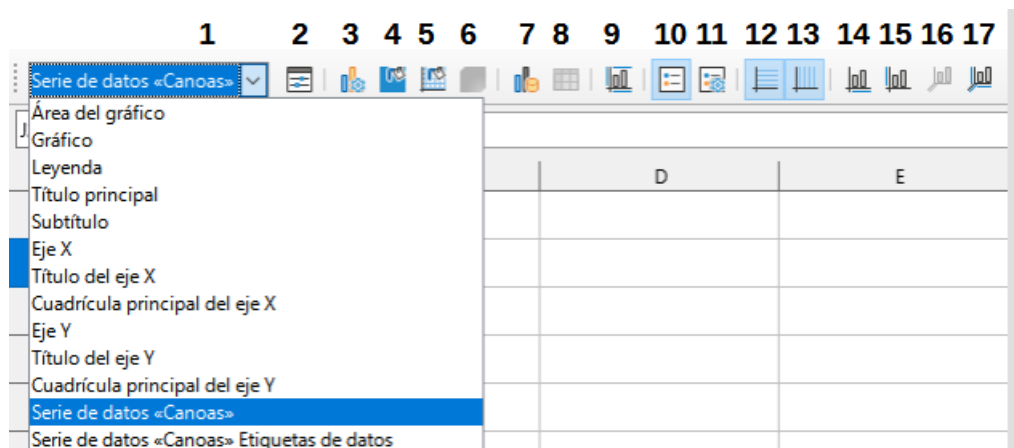 1 2 3 4 5 6 7 8 9 10 11 12 13 14 15 16 17
Serie de datos «Canoas»
Área del gráfico
Gráfico
Leyenda
Título principal
Subtítulo
Eje X
Título del eje X
Cuadrícula principal del eje X
Eje Y
Título del eje Y
Cuadrícula principal del eje Y
Serie de datos «Canoas»
Serie de datos «Canoas» Etiquetas de datos
D E